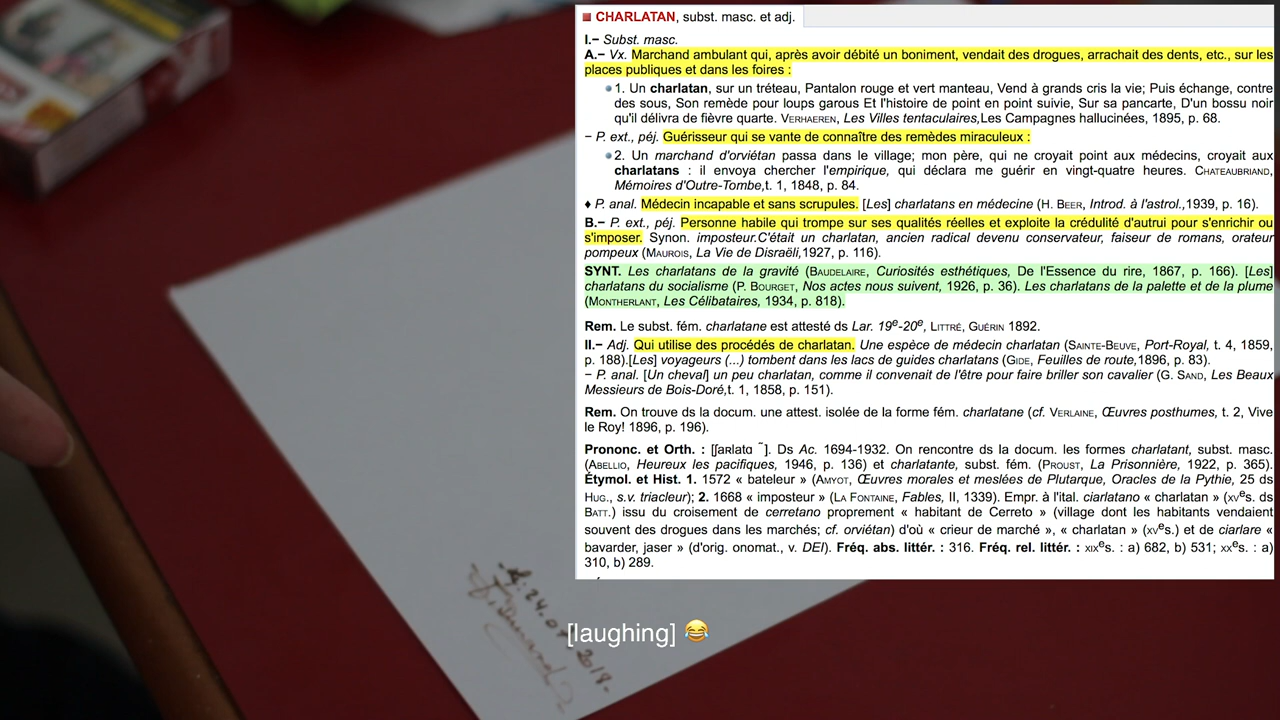 CHARLATAN, subst. masc. et adj.
I.− Subst. masc.
A.− Vx. Marchand ambulant qui, après avoir débité un boniment, vendait des drogues, arrachait des dents, etc., sur les
places publiques et dans les foires :
1. Un charlatan, sur un tréteau, Pantalon rouge et vert manteau, Vend à grands cris la vie; Puis échange, contre
des sous, Son remède pour loups garous Et l'histoire de point en point suivie, Sur sa pancarte, D'un bossu noir
qu'il délivra de fièvre quarte. VERHAEREN, Les Villes tentaculaires,Les Campagnes hallucinées, 1895, p. 68.
− P. ext., péj. Guérisseur qui se vante de connaître des remèdes miraculeux :
2. Un marchand d'orviétan passa dans le village; mon père, qui ne croyait point aux médecins, croyait aux
charlatans : il envoya chercher l'empirique, qui déclara me guérir en vingt-quatre heures. CHATEAUBRIAND,
Mémoires d'Outre-Tombe,t. 1, 1848, p. 84.
♦ P. anal. Médecin incapable et sans scrupules. [Les] charlatans en médecine (H. BEER, Introd. à l'astrol.,1939, p. 16).
B.− P. ext., péj. Personne habile qui trompe sur ses qualités réelles et exploite la crédulité d'autrui pour s'enrichir ou
s'imposer. Synon. imposteur.C'était un charlatan, ancien radical devenu conservateur, faiseur de romans, orateur
pompeux (MAUROIS, La Vie de Disraëli,1927, p. 116).
SYNT. Les charlatans de la gravité (BAUDELAIRE, Curiosités esthétiques, De l'Essence du rire, 1867, p. 166). [Les]
charlatans du socialisme (P. BOURGET, Nos actes nous suivent, 1926, p. 36). Les charlatans de la palette et de la plume
(MONTHERLANT, Les Célibataires, 1934, p. 818).
Rem. Le subst. fém. charlatane est attesté ds Lar. 19e-20e, LITTRÉ, GUÉRIN 1892.
II.− Adj. Qui utilise des procédés de charlatan. Une espèce de médecin charlatan (SAINTE-BEUVE, Port-Royal, t. 4, 1859,
p. 188).[Les] voyageurs (...) tombent dans les lacs de guides charlatans (GIDE, Feuilles de route,1896, p. 83).
− P. anal. [Un cheval] un peu charlatan, comme il convenait de l'être pour faire briller son cavalier (G. SAND, Les Beaux
Messieurs de Bois-Doré,t. 1, 1858, p. 151).
Rem. On trouve ds la docum. une attest. isolée de la forme fém. charlatane (cf. VERLAINE, Œuvres posthumes, t. 2, Vive
le Roy! 1896, p. 196).
Prononc. et Orth. : [ʃaʀlatɑ ̃]. Ds Ac. 1694-1932. On rencontre ds la docum. les formes charlatant, subst. masc.
(ABELLIO, Heureux les pacifiques, 1946, p. 136) et charlatante, subst. fém. (PROUST, La Prisonnière, 1922, p. 365).
Étymol. et Hist. 1. 1572 « bateleur » (AMYOT, Œuvres morales et meslées de Plutarque, Oracles de la Pythie, 25 ds
HUG., s.v. triacleur); 2. 1668 « imposteur » (LA FONTAINE, Fables, II, 1339). Empr. à l'ital. ciarlatano « charlatan » (XVes. ds
BATT.) issu du croisement de cerretano proprement « habitant de Cerreto » (village dont les habitants vendaient
souvent des drogues dans les marchés; cf. orviétan) d'où « crieur de marché », « charlatan » (XVes.) et de ciarlare «
bavarder, jaser » (d'orig. onomat., v. DEI). Fréq. abs. littér. : 316. Fréq. rel. littér. : XIXes. : a) 682, b) 531; XXes. : a)
310, b) 289.
[laughing] 😂